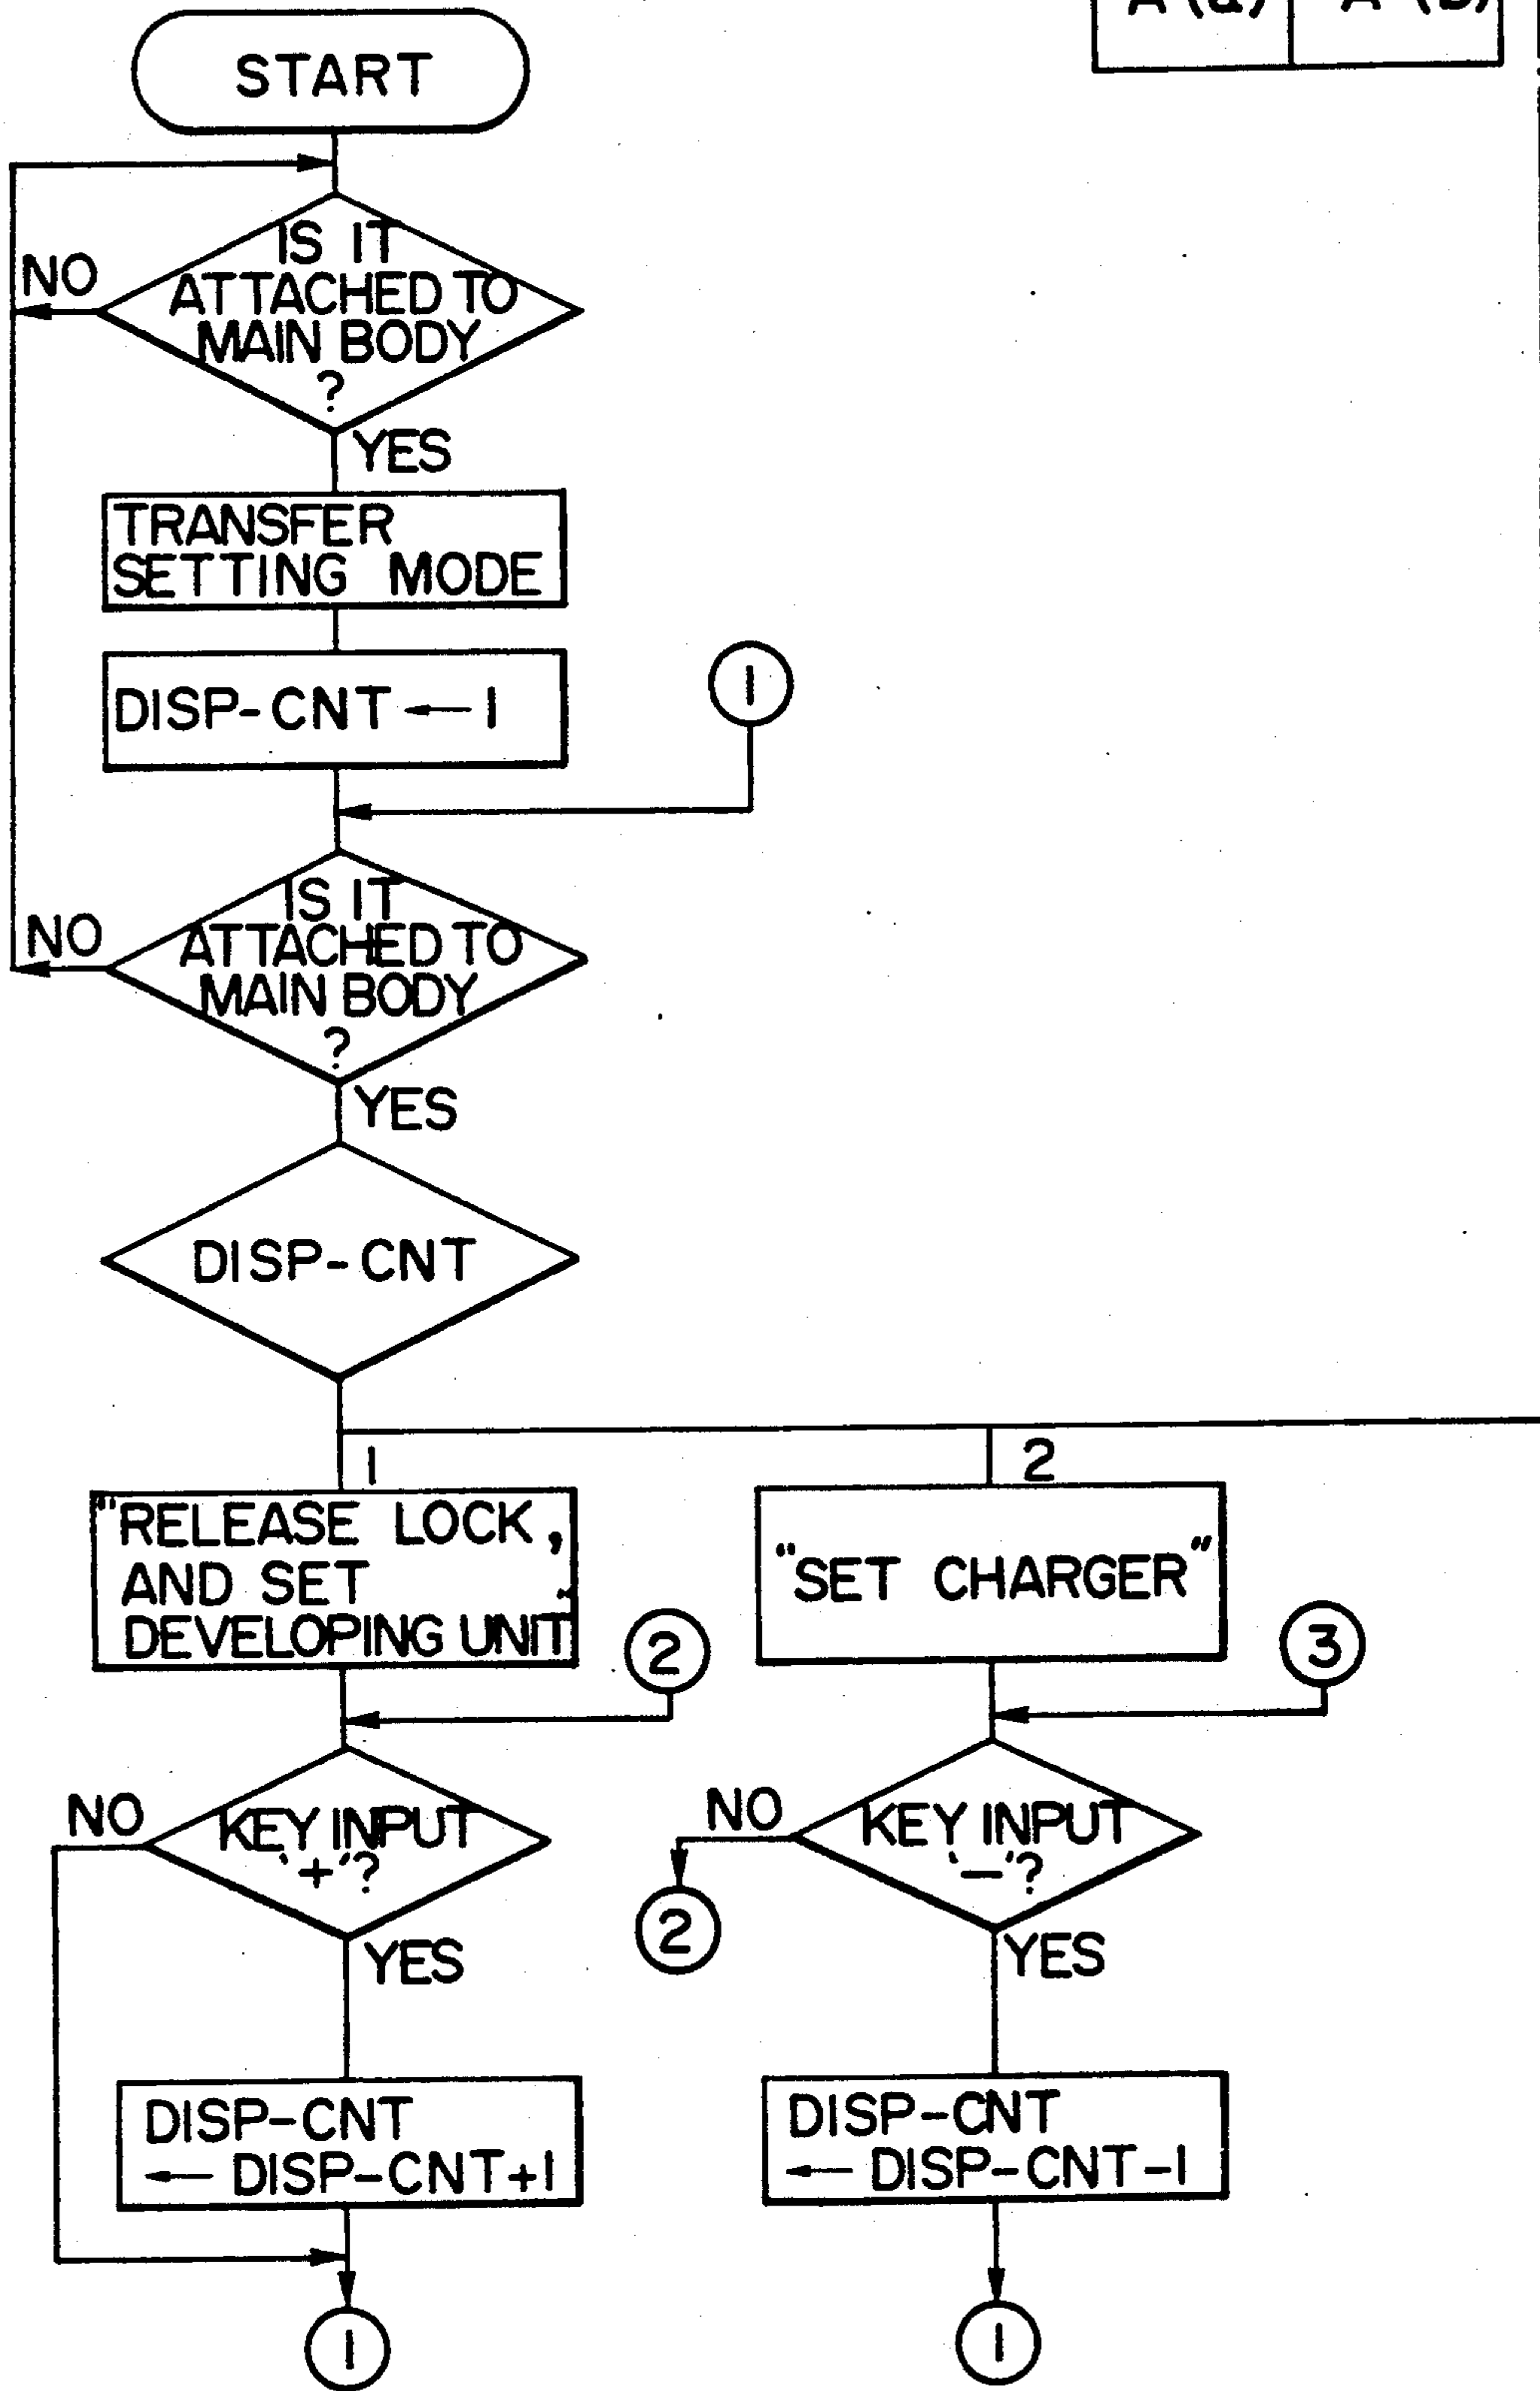 A (a) A (b)
START
IS IT
ATTACHED TO
MAIN BODY
?
NO
YES
TRANSFER
SETTING MODE
DISP-CNT ← 1
1
IS IT
ATTACHED TO
MAIN BODY
?
NO
YES
DISP-CNT
1
2
"RELEASE LOCK,
AND SET
DEVELOPING UNIT"
"SET CHARGER"
2
3
KEY INPUT
'+'?
NO
YES
KEY INPUT
'-'?
NO
2
YES
DISP-CNT
← DISP-CNT+1
DISP-CNT
← DISP-CNT-1
1
1